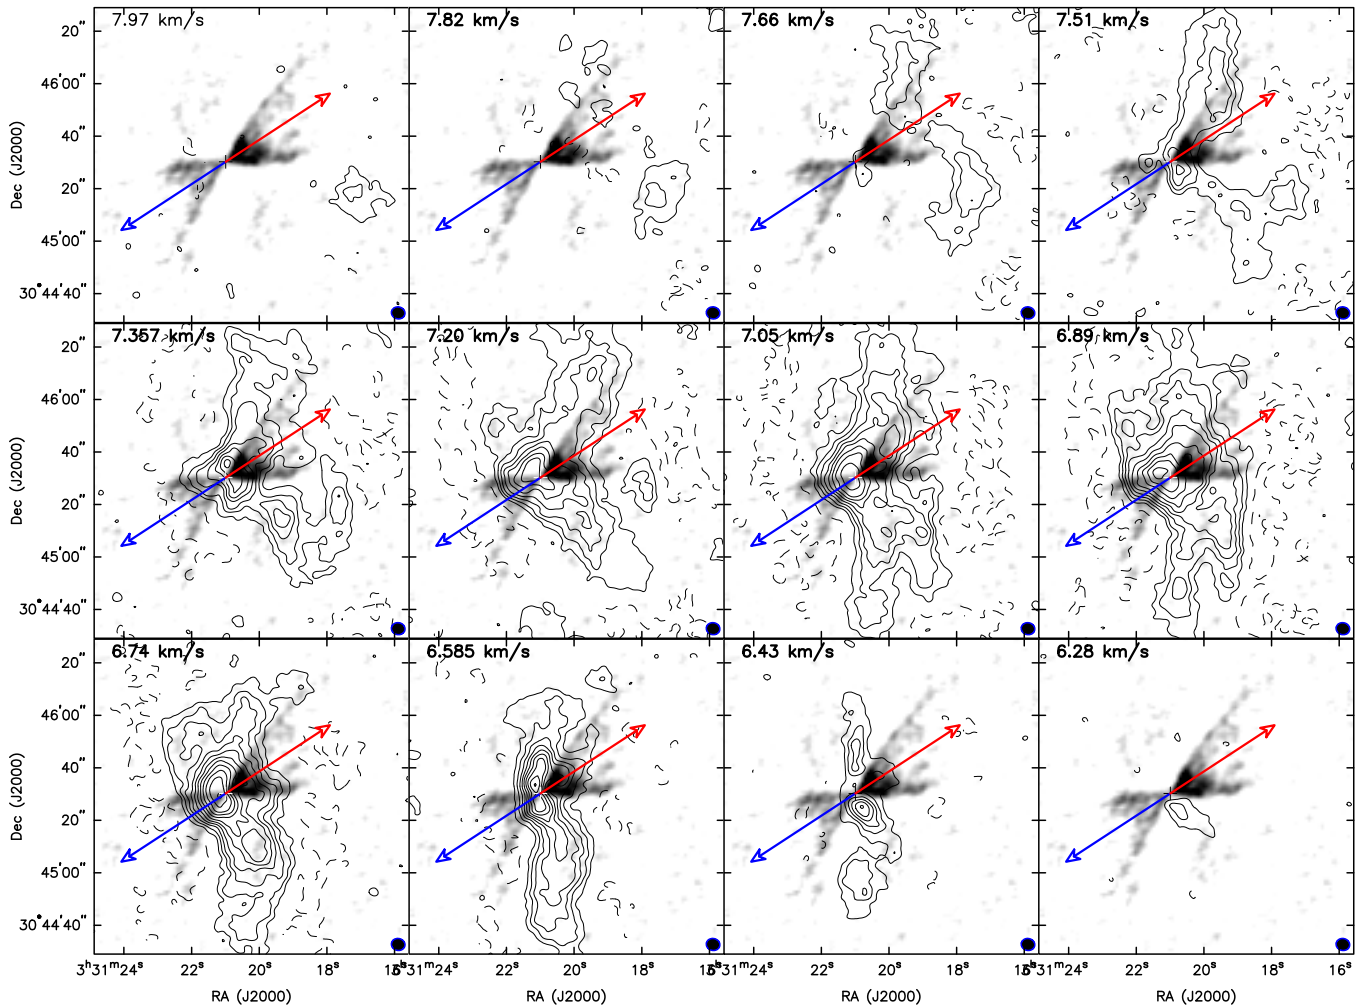 7.97 km/s
7.82 km/s
7.66 km/s
7.51 km/s
20"
46'00"
40"
20"
45'00"
30°44'40"
Dec (J2000)
7.357 km/s
7.20 km/s
7.05 km/s
6.89 km/s
20"
46'00"
40"
20"
45'00"
30°44'40"
Dec (J2000)
6.74 km/s
6.585 km/s
6.43 km/s
6.28 km/s
20"
46'00"
40"
20"
45'00"
30°44'40"
Dec (J2000)
3ʰ31ᵐ24ˢ 22ˢ 20ˢ 18ˢ
31ᵐ24ˢ 22ˢ 20ˢ 18ˢ
31ᵐ24ˢ 22ˢ 20ˢ 18ˢ
31ᵐ24ˢ 22ˢ 20ˢ 18ˢ 16ˢ
RA (J2000) RA (J2000) RA (J2000) RA (J2000)